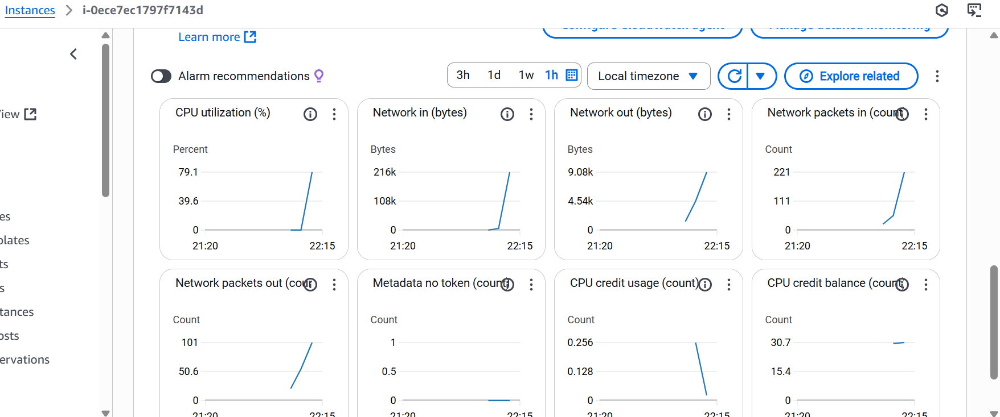 Instances > i-0ece7ec1797f7143d
Learn more
Alarm recommendations
3h 1d 1w 1h
Local timezone
Explore related
View
es
plates
ts
s
tances
osts
ervations
CPU utilization (%)
Percent
79.1
39.6
0
21:20 22:15
Network in (bytes)
Bytes
216k
108k
0
21:20 22:15
Network out (bytes)
Bytes
9.08k
4.54k
0
21:20 22:15
Network packets in (count
Count
221
111
0
21:20 22:15
Network packets out (cour
Count
101
50.6
0
21:20 22:15
Metadata no token (count)
Count
1
0.5
0
21:20 22:15
CPU credit usage (count)
Count
0.256
0.128
0
21:20 22:15
CPU credit balance (count)
Count
30.7
15.4
0
21:20 22:15